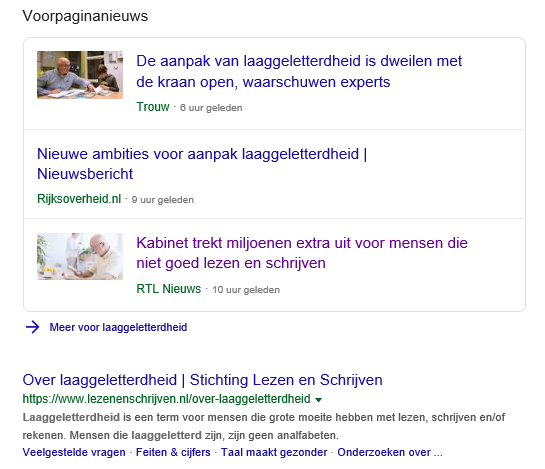 Voorpaginanieuws
De aanpak van laaggeletterdheid is dweilen met
de kraan open, waarschuwen experts
Trouw · 6 uur geleden
Nieuwe ambities voor aanpak laaggeletterdheid |
Nieuwsbericht
Rijksoverheid.nl · 9 uur geleden
Kabinet trekt miljoenen extra uit voor mensen die
niet goed lezen en schrijven
RTL Nieuws · 10 uur geleden
Meer voor laaggeletterdheid
Over laaggeletterdheid | Stichting Lezen en Schrijven
https://www.lezenenschrijven.nl/over-laaggeletterdheid
Laaggeletterdheid is een term voor mensen die grote moeite hebben met lezen, schrijven en/of
rekenen. Mensen die laaggeletterd zijn, zijn geen analfabeten.
Veelgestelde vragen · Feiten & cijfers · Taal maakt gezonder · Onderzoeken over ...